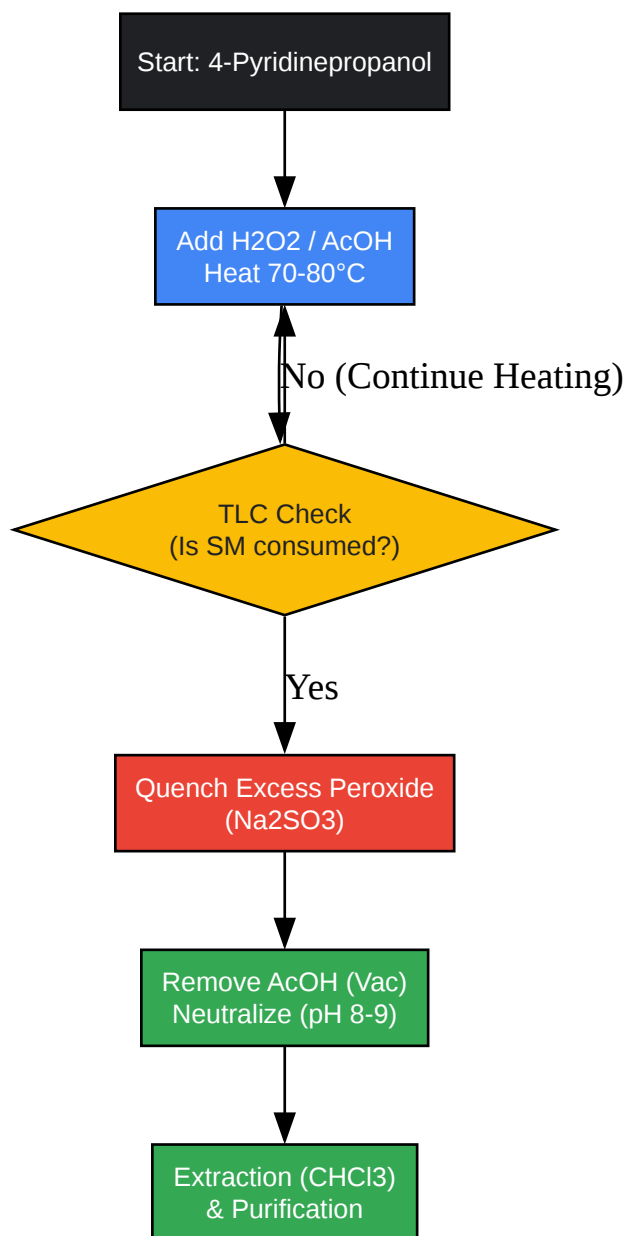 Start: 4-Pyridinepropanol
Add H2O2 / AcOH
Heat 70-80°C
No (Continue Heating)
TLC Check
(Is SM consumed?)
Yes
Quench Excess Peroxide
(Na2SO3)
Remove AcOH (Vac)
Neutralize (pH 8-9)
Extraction (CHCl3)
& Purification